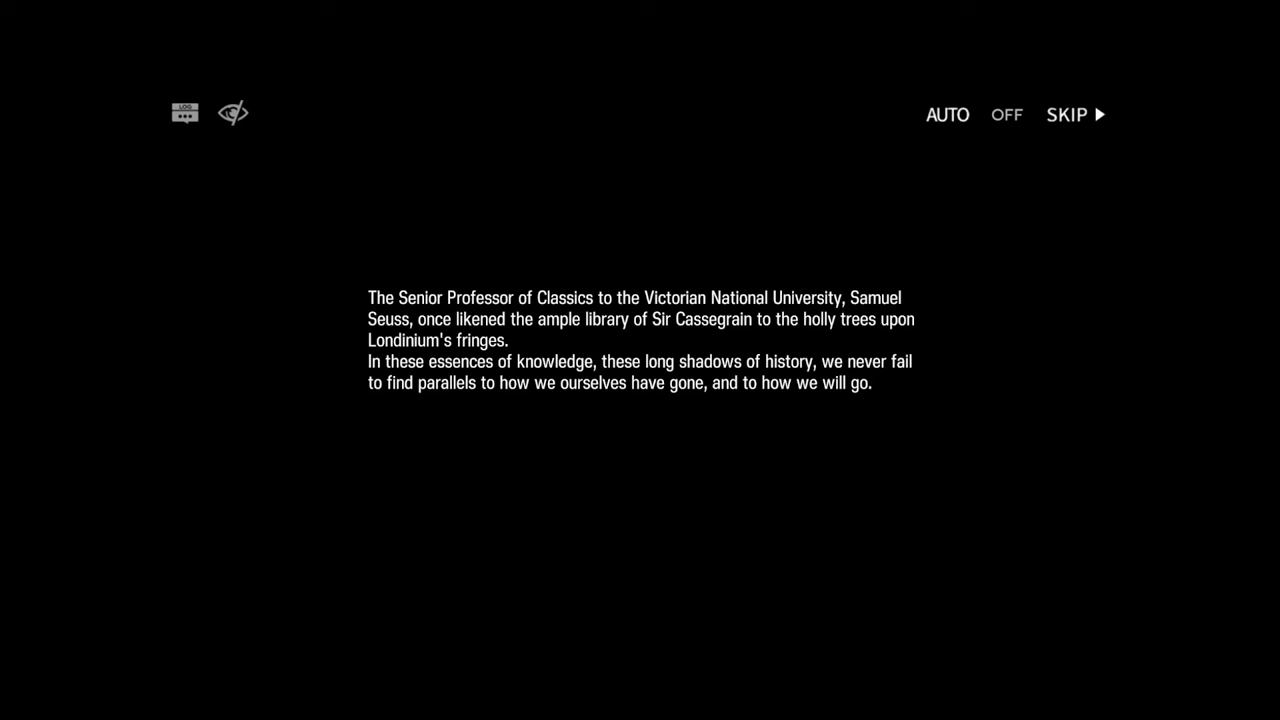 LOG
AUTO OFF SKIP
The Senior Professor of Classics to the Victorian National University, Samuel
Seuss, once likened the ample library of Sir Cassegrain to the holly trees upon
Londinium's fringes.
In these essences of knowledge, these long shadows of history, we never fail
to find parallels to how we ourselves have gone, and to how we will go.